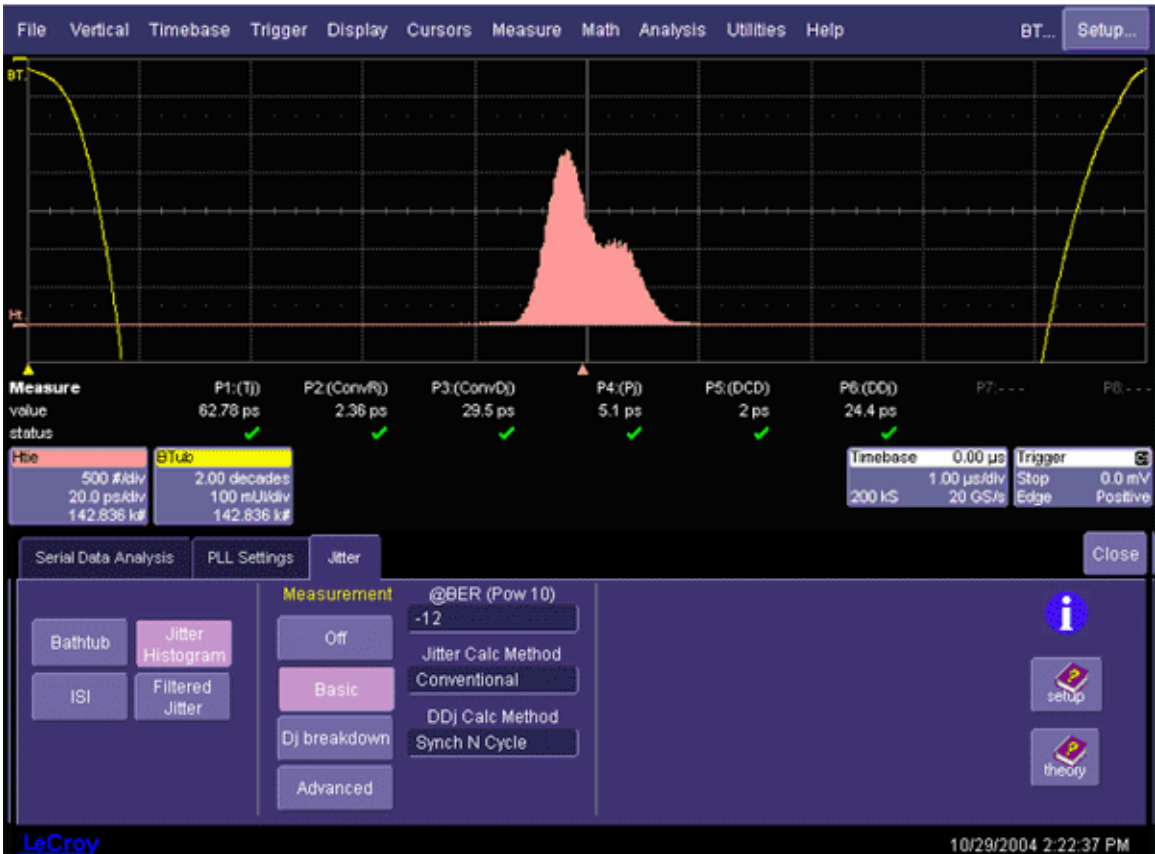 File Vertical Timebase Trigger Display Cursors Measure Math Analysis Utilities Help BT... Setup...
BT.
Ht.
Measure P1:(Tj) P2:(ConvRj) P3:(ConvDj) P4:(Pj) P5:(DCD) P6:(DDj) P7:--- P8:---
value 62.78 ps 2.36 ps 29.5 ps 5.1 ps 2 ps 24.4 ps
status
Htie BTub Timebase 0.00 µs Trigger
500 #/div 2.00 decades 1.00 µs/div Stop 0.0 mV
20.0 ps/div 100 mUI/div 200 kS 20 GS/s Edge Positive
142.836 k# 142.836 k#
Serial Data Analysis PLL Settings Jitter Close
Measurement @BER (Pow 10)
Bathtub Jitter Histogram Off -12
Jitter Calc Method
ISI Filtered Jitter Basic Conventional
DDj Calc Method
Dj breakdown Synch N Cycle
Advanced
i
setup
theory
LeCroy 10/29/2004 2:22:37 PM